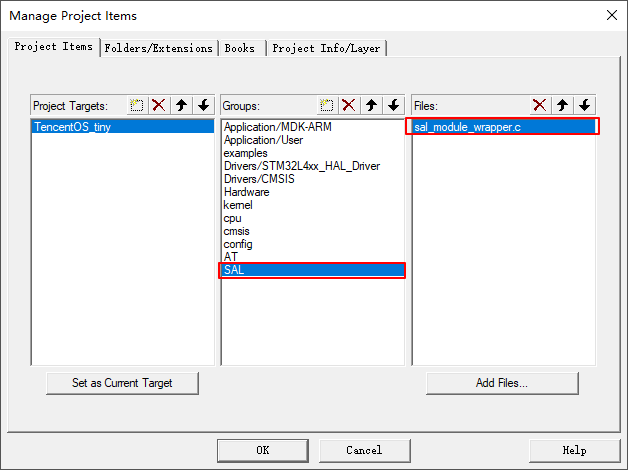 Manage Project Items
Project Items
Folders/Extensions
Books
Project Info/Layer
Project Targets:
Groups:
Files:
TencentOS_tiny
Application/MDK-ARM
Application/User
examples
Drivers/STM32L4xx_HAL_Driver
Drivers/CMSIS
Hardware
kernel
cpu
cmsis
config
AT
SAL
sal_module_wrapper.c
Set as Current Target
Add Files...
OK
Cancel
Help